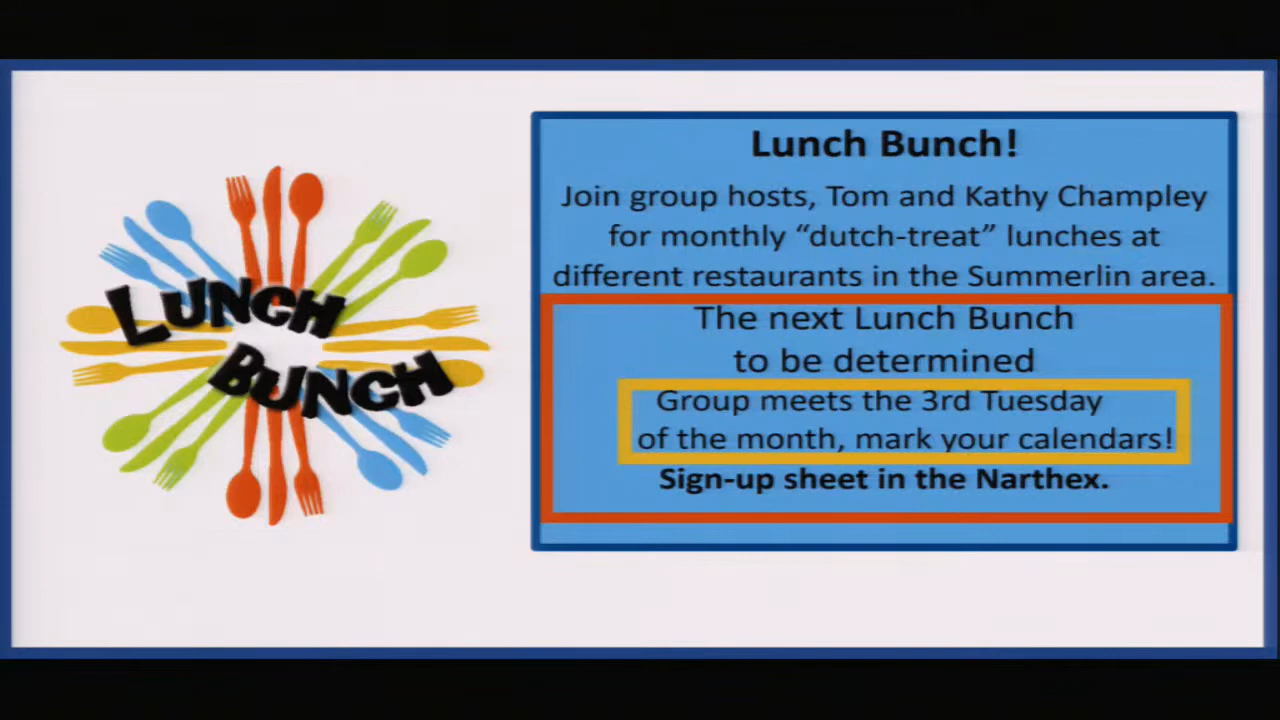 LUNCH
BUNCH
Lunch Bunch!
Join group hosts, Tom and Kathy Champley
for monthly “dutch-treat” lunches at
different restaurants in the Summerlin area.
The next Lunch Bunch
to be determined
Group meets the 3rd Tuesday
of the month, mark your calendars!
Sign-up sheet in the Narthex.